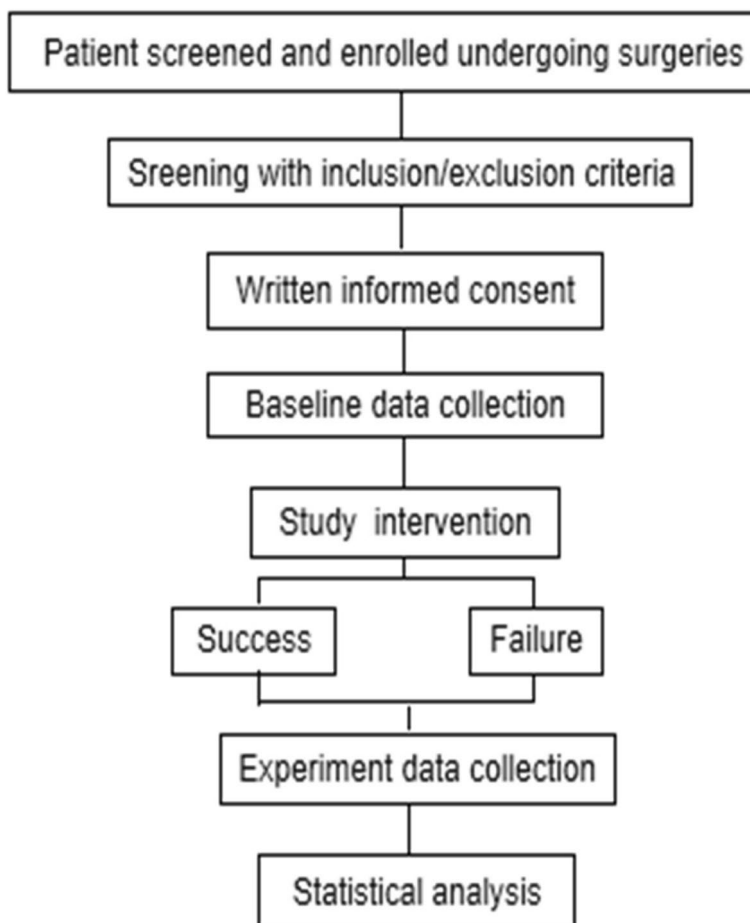 Patient screened and enrolled undergoing surgeries
Sreening with inclusion/exclusion criteria
Written informed consent
Baseline data collection
Study intervention
Success
Failure
Experiment data collection
Statistical analysis